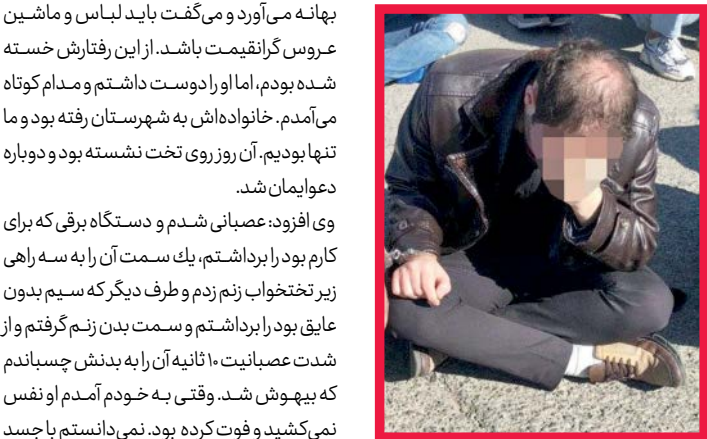 بهانه می‌آورد و می‌گفت باید لباس و ماشین
عروس گرانقیمت باشد. از این رفتارش خسته
شده بودم، اما او را دوست داشتم و مدام کوتاه
می‌آمدم. خانواده‌اش به شهرستان رفته بود و ما
تنها بودیم. آن روز روی تخت نشسته بود و دوباره
دعوایمان شد.
وی افزود: عصبانی شدم و دستگاه برقی که برای
کارم بود را برداشتم، یك سمت آن را به سه راهی
زیر تختخواب زنم زدم و طرف دیگر که سیم بدون
عایق بود را برداشتم و سمت بدن زنم گرفتم و از
شدت عصبانیت ۱۰ ثانیه آن را به بدنش چسباندم
که بیهوش شد. وقتی به خودم آمدم او نفس
نمی‌کشید و فوت کرده بود. نمی‌دانستم با جسد